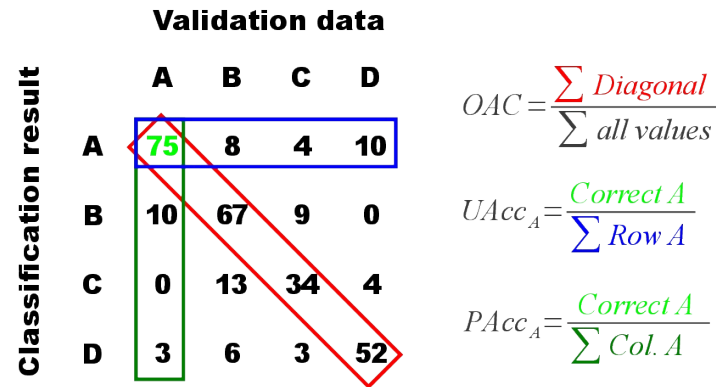 Validation data
Classification result
A B C D
A 75 8 4 10
B 10 67 9 0
C 0 13 34 4
D 3 6 3 52
OAC = ∑ Diagonal / ∑ all values
UAcc_A = Correct A / ∑ Row A
PAcc_A = Correct A / ∑ Col. A